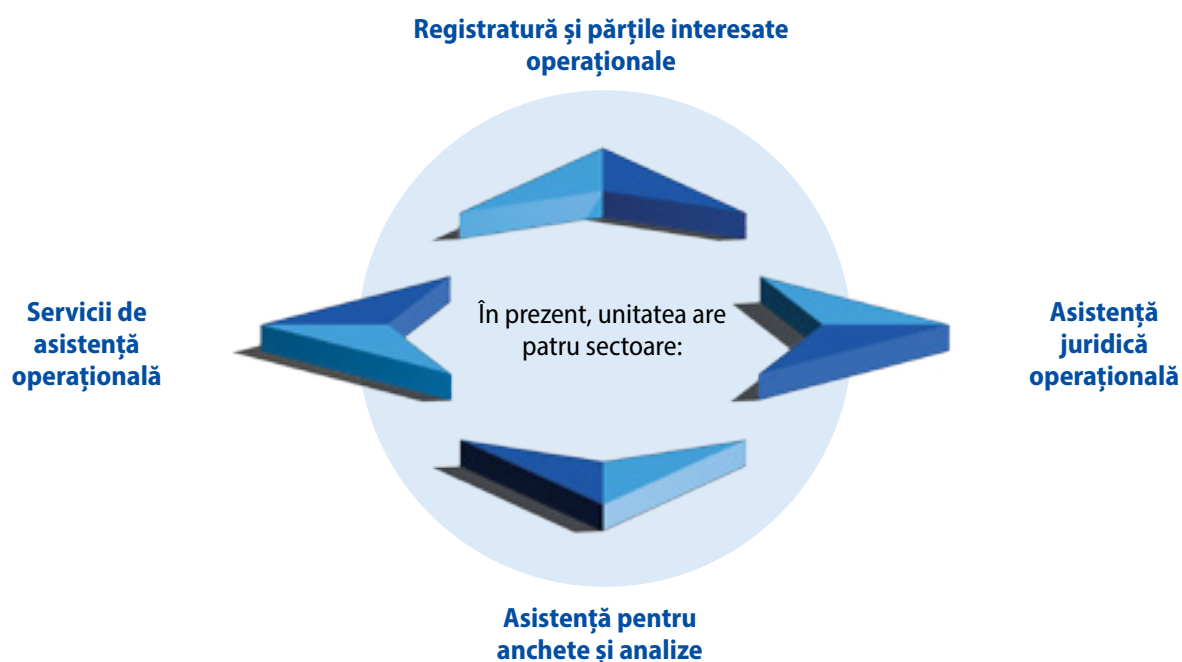 Registratură și părțile interesate
operaționale
Servicii de
asistență
operațională
În prezent, unitatea are
patru sectoare:
Asistență
juridică
operațională
Asistență pentru
anchete și analize